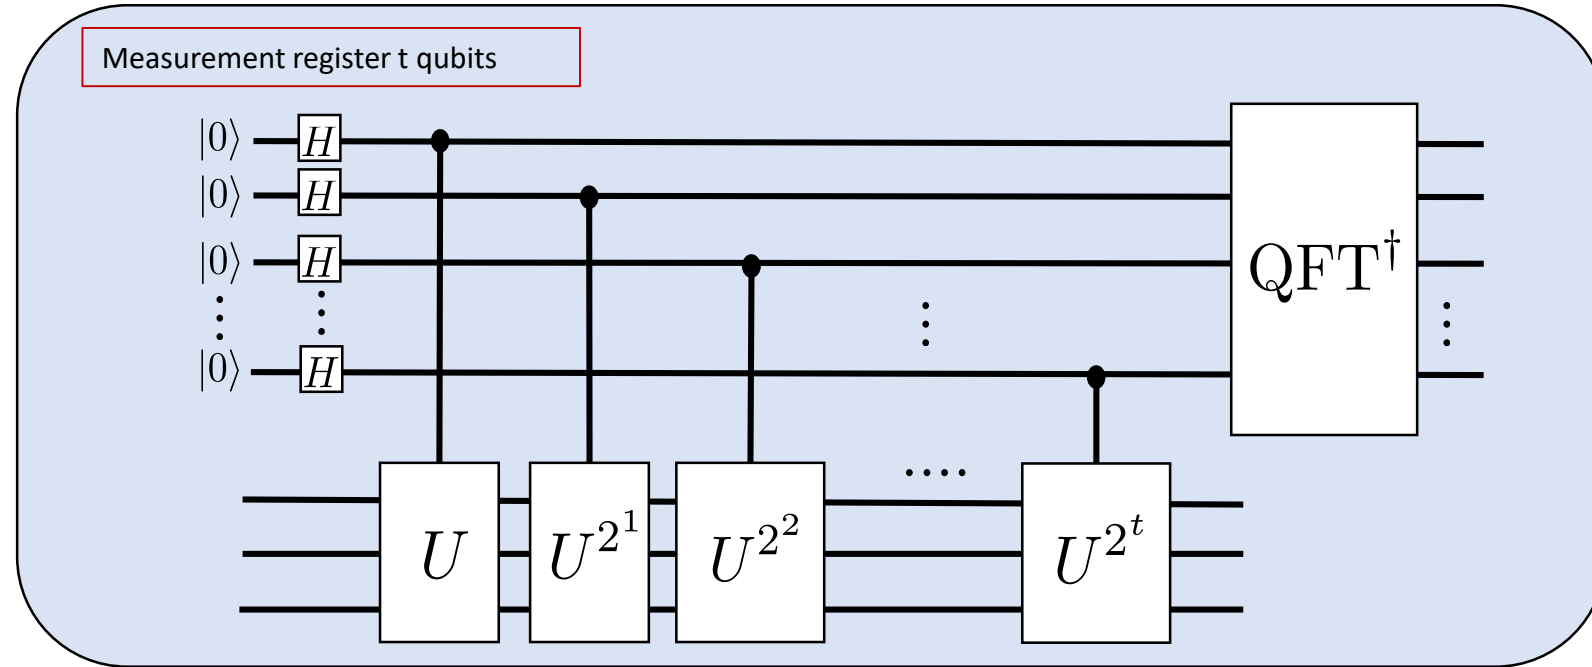 Measurement register t qubits
|0⟩ H
|0⟩ H
|0⟩ H
|0⟩ H
QFT†
U U^{2^1} U^{2^2} U^{2^t}